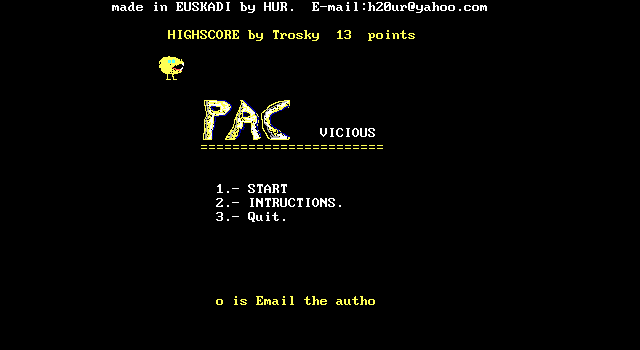 made in EUSKADI by HUR. E-mail:h20ur@yahoo.com
HIGHSCORE by Trosky 13 points
PAC VICIOUS
=======================
1.- START
2.- INTRUCTIONS.
3.- Quit.
o is Email the autho